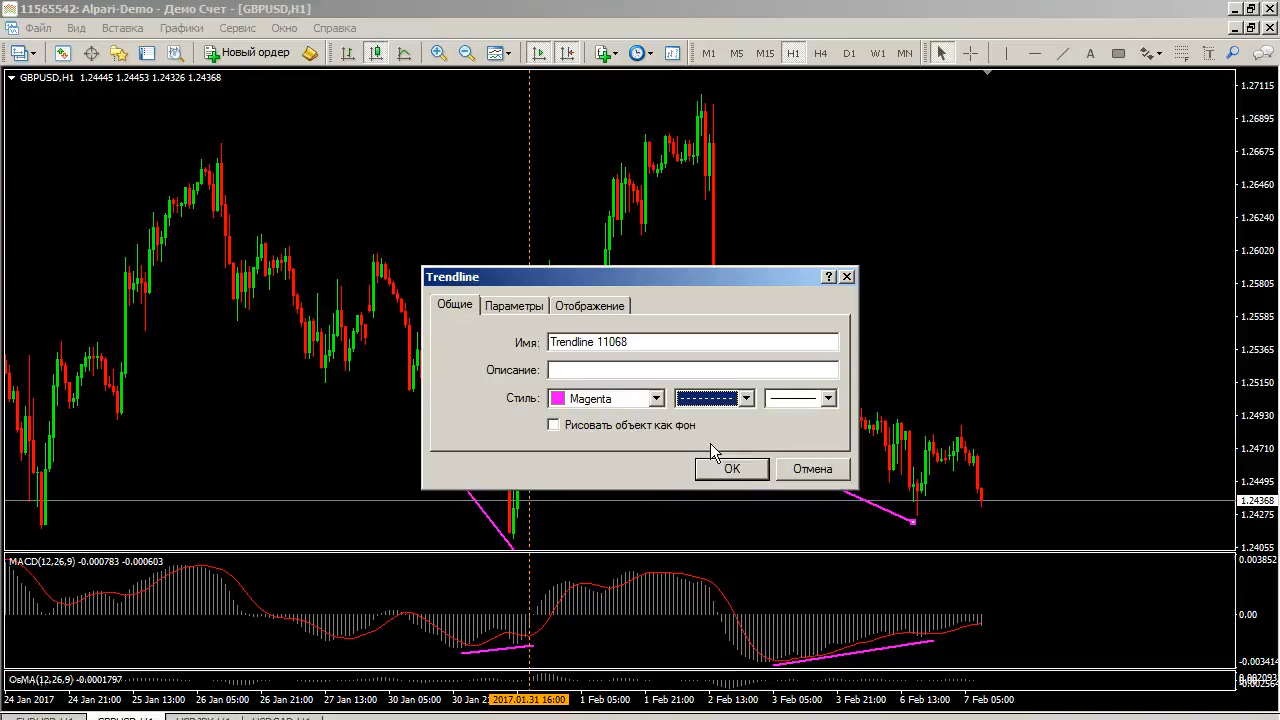 11565542: Alpari-Demo - Демо Счет - [GBPUSD,H1]
Файл Вид Вставка Графики Сервис Окно Справка
Новый ордер M1 M5 M15 H1 H4 D1 W1 MN A T
GBPUSD,H1 1.24445 1.24453 1.24326 1.24368
1.27115
1.26895
1.26675
1.26460
1.26240
1.26020
1.25805
1.25585
1.25365
1.25150
1.24930
1.24710
1.24495
1.24368
1.24275
1.24055
Trendline
Общие Параметры Отображение
Имя: Trendline 11068
Описание:
Стиль: Magenta
Рисовать объект как фон
OK Отмена
MACD(12,26,9) -0.000783 -0.000603
0.003852
0.00
-0.003414
OsMA(12,26,9) -0.0001797
24 Jan 2017 24 Jan 21:00 25 Jan 13:00 26 Jan 05:00 26 Jan 21:00 27 Jan 13:00 30 Jan 05:00 30 Jan 2017.01.31 16:00 1 Feb 05:00 1 Feb 21:00 2 Feb 13:00 3 Feb 05:00 3 Feb 21:00 6 Feb 13:00 7 Feb 05:00